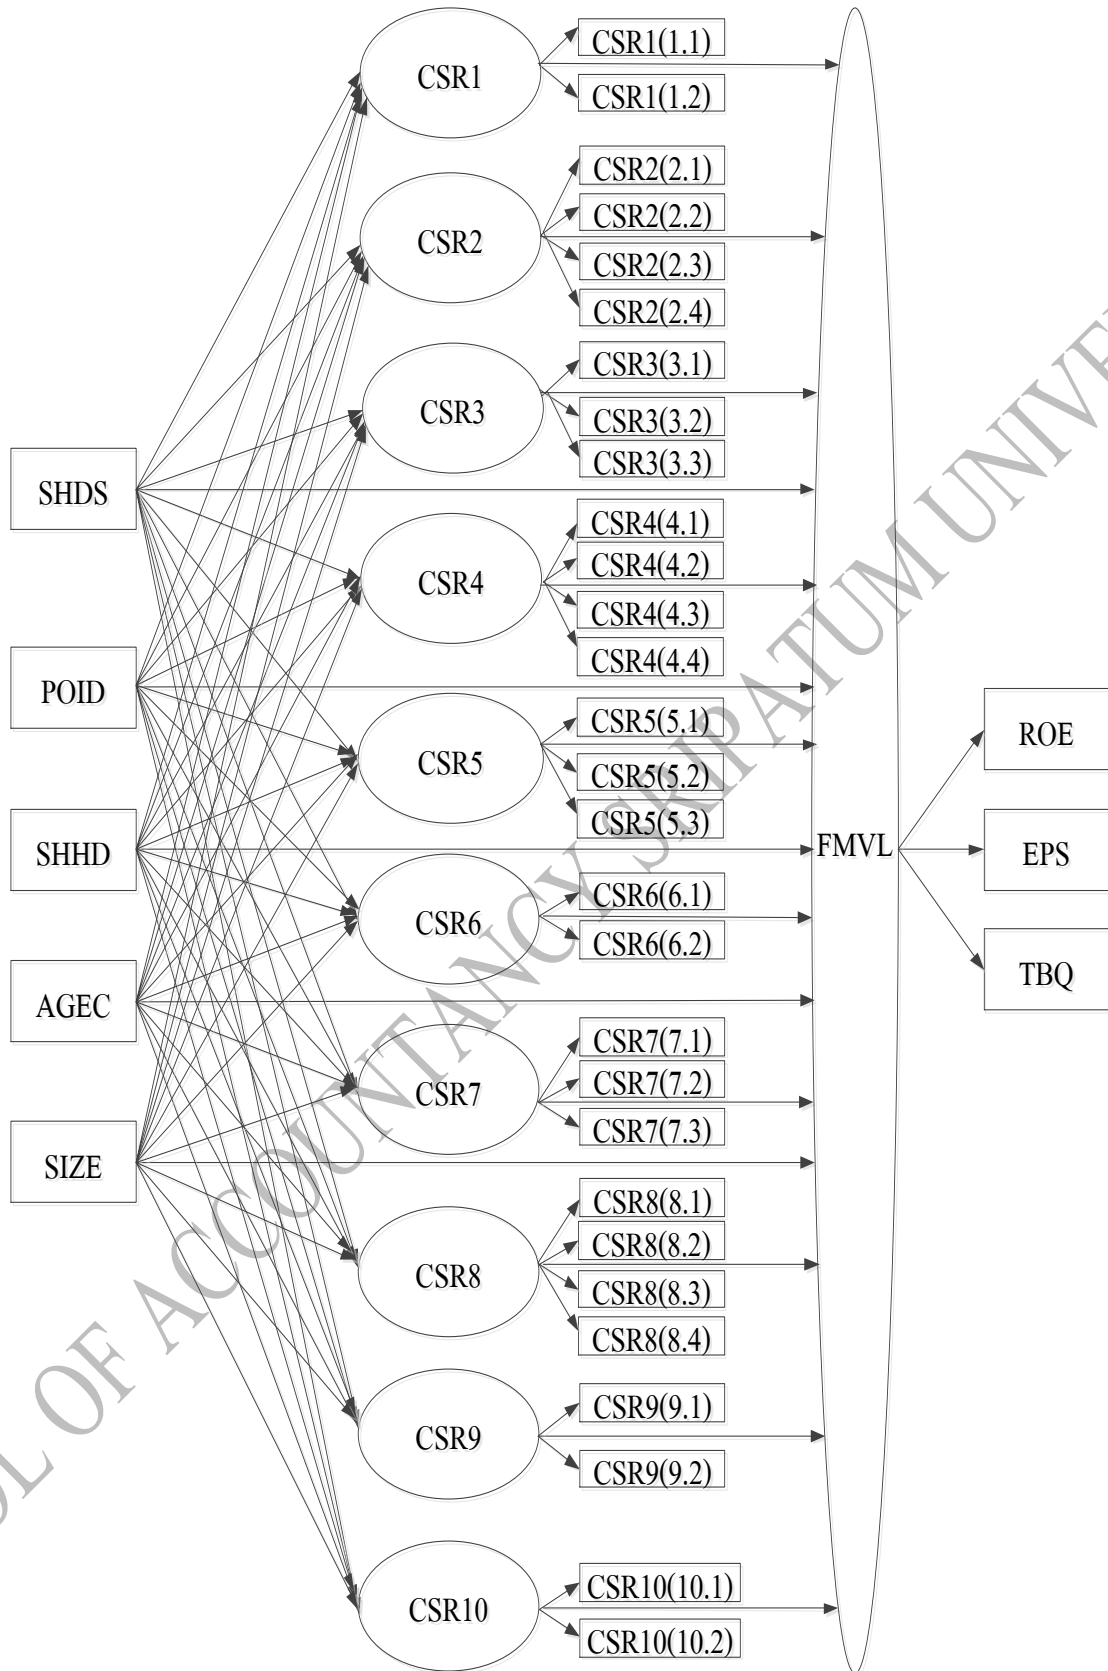 CSR1
CSR1(1.1)
CSR1(1.2)
CSR2
CSR2(2.1)
CSR2(2.2)
CSR2(2.3)
CSR2(2.4)
CSR3
CSR3(3.1)
CSR3(3.2)
CSR3(3.3)
SHDS
CSR4
CSR4(4.1)
CSR4(4.2)
CSR4(4.3)
CSR4(4.4)
POID
CSR5
CSR5(5.1)
CSR5(5.2)
CSR5(5.3)
SHHD
FMVL
ROE
EPS
TBQ
CSR6
CSR6(6.1)
CSR6(6.2)
AGEC
CSR7
CSR7(7.1)
CSR7(7.2)
CSR7(7.3)
SIZE
CSR8
CSR8(8.1)
CSR8(8.2)
CSR8(8.3)
CSR8(8.4)
CSR9
CSR9(9.1)
CSR9(9.2)
CSR10
CSR10(10.1)
CSR10(10.2)
OL OF ACCOUNTANCY SRIPATUM UNIVE